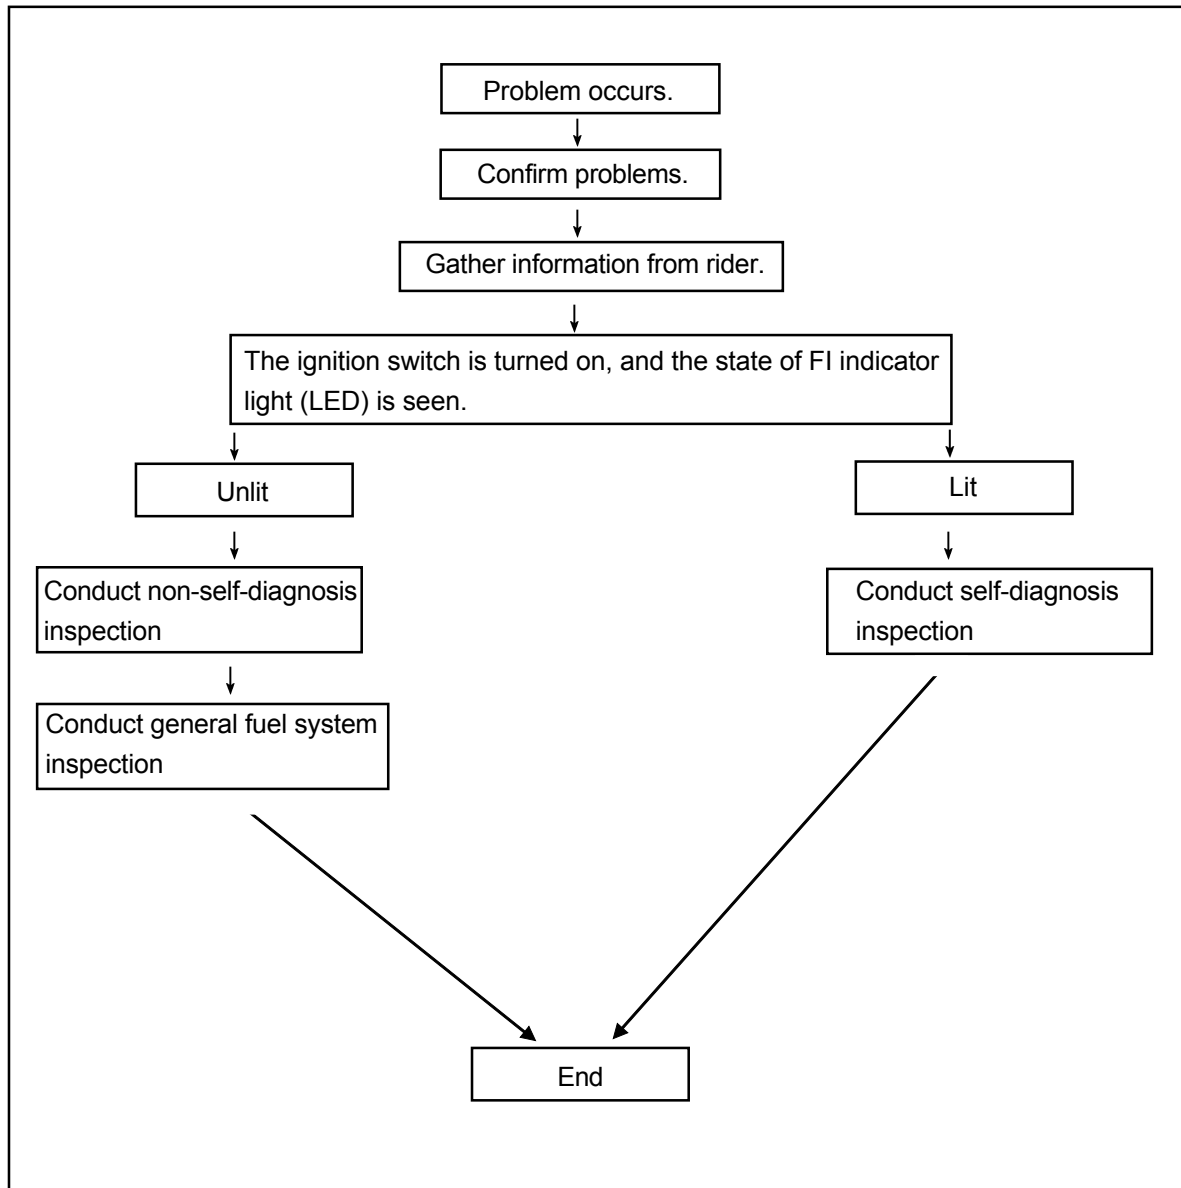 Problem occurs.
Confirm problems.
Gather information from rider.
The ignition switch is turned on, and the state of FI indicator
light (LED) is seen.
Unlit
Lit
Conduct non-self-diagnosis
inspection
Conduct self-diagnosis
inspection
Conduct general fuel system
inspection
End